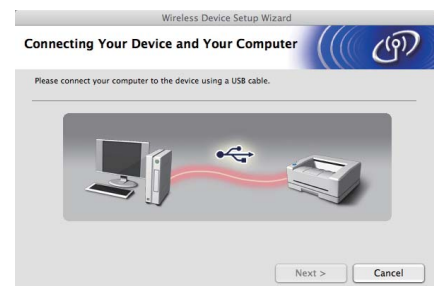 Wireless Device Setup Wizard
Connecting Your Device and Your Computer
Please connect your computer to the device using a USB cable.
Next >
Cancel